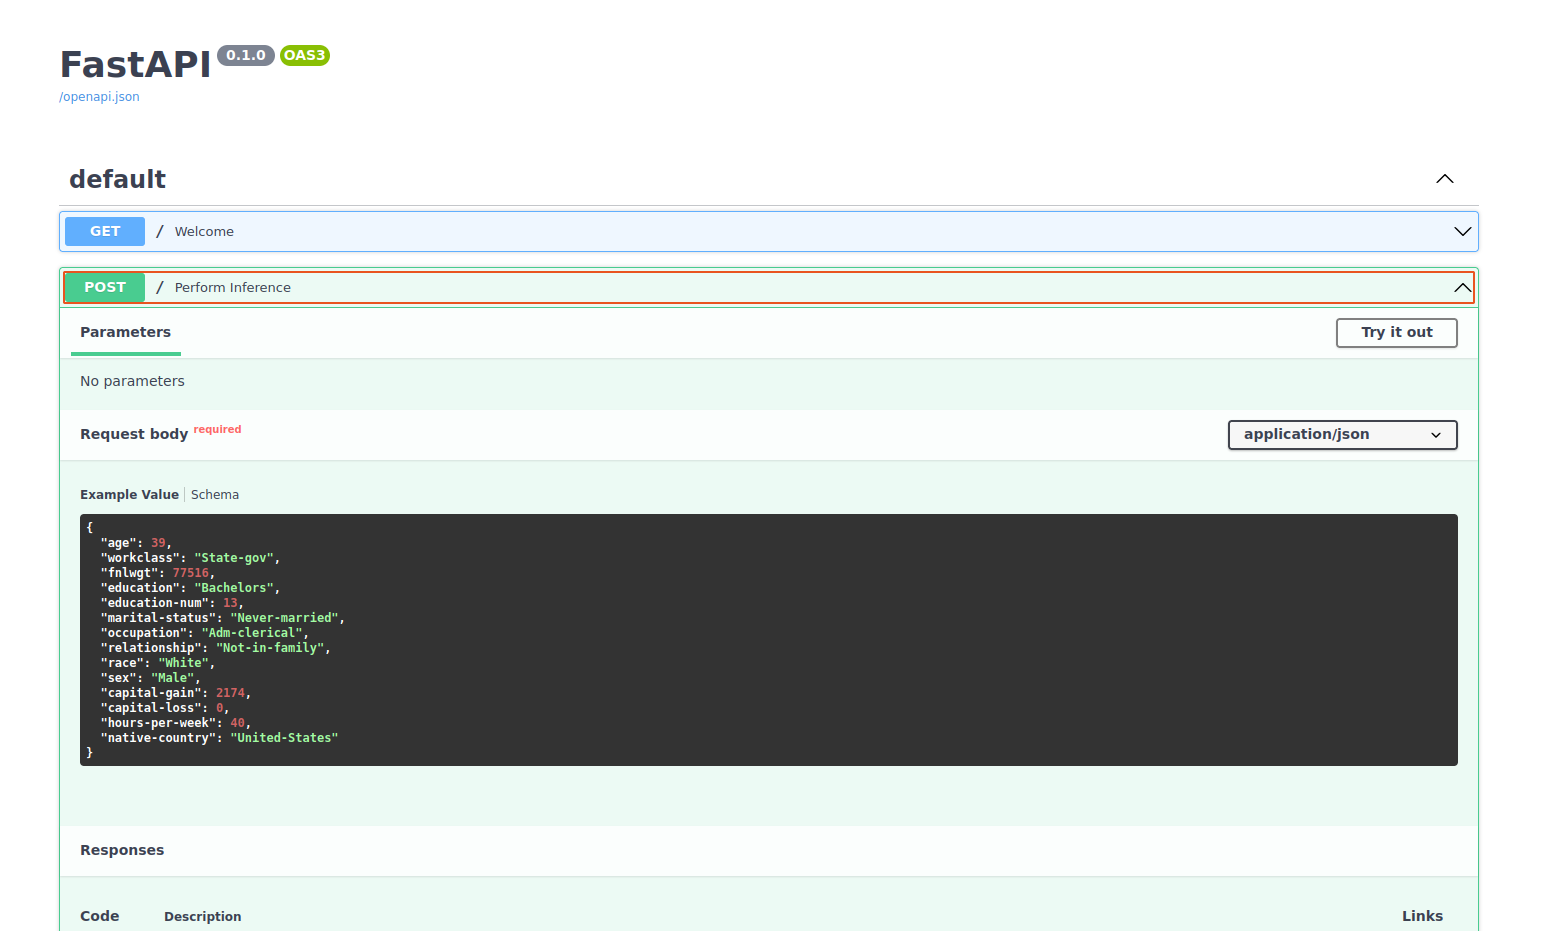 FastAPI 0.1.0 OAS3
/openapi.json
default
GET / Welcome
POST / Perform Inference
Parameters Try it out
No parameters
Request body required application/json
Example Value Schema
{
  "age": 39,
  "workclass": "State-gov",
  "fnlwgt": 77516,
  "education": "Bachelors",
  "education-num": 13,
  "marital-status": "Never-married",
  "occupation": "Adm-clerical",
  "relationship": "Not-in-family",
  "race": "White",
  "sex": "Male",
  "capital-gain": 2174,
  "capital-loss": 0,
  "hours-per-week": 40,
  "native-country": "United-States"
}
Responses
Code Description Links